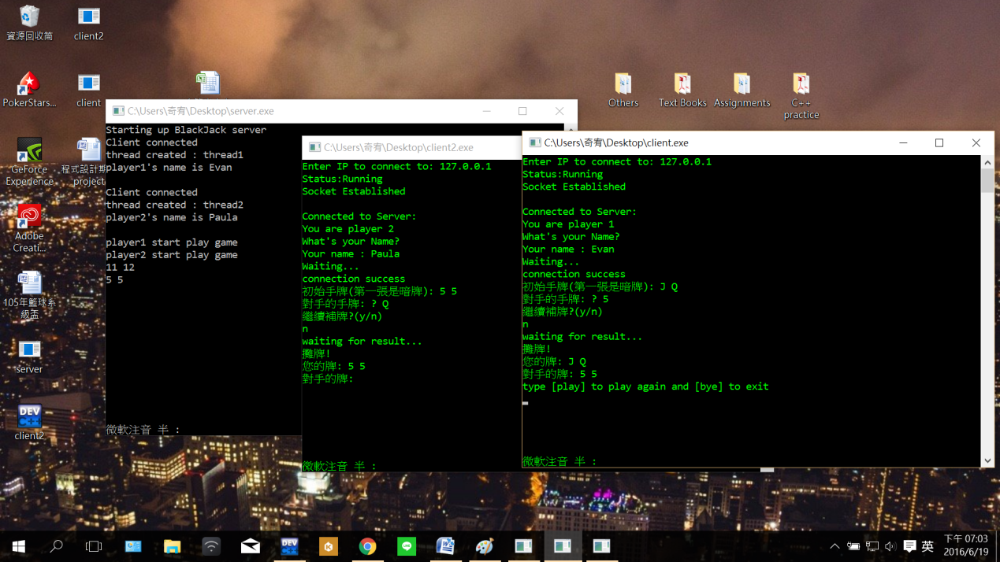 資源回收筒
client2
PokerStars...
client
GeForce
Experience
程式設計期
project
Adobe
Creati...
105年籃球系
級盃
server
client2
Others
Text Books
Assignments
C++
practice
C:\Users\奇宥\Desktop\server.exe
Starting up BlackJack server
Client connected
thread created : thread1
player1's name is Evan
Client connected
thread created : thread2
player2's name is Paula
player1 start play game
player2 start play game
11 12
5 5
微軟注音 半 :
C:\Users\奇宥\Desktop\client2.exe
Enter IP to connect to: 127.0.0.1
Status:Running
Socket Established
Connected to Server:
You are player 2
What's your Name?
Your name : Paula
Waiting...
connection success
初始手牌(第一張是暗牌): 5 5
對手的手牌: ? Q
繼續補牌?(y/n)
n
waiting for result...
攤牌!
您的牌: 5 5
對手的牌:
微軟注音 半 :
C:\Users\奇宥\Desktop\client.exe
Enter IP to connect to: 127.0.0.1
Status:Running
Socket Established
Connected to Server:
You are player 1
What's your Name?
Your name : Evan
Waiting...
connection success
初始手牌(第一張是暗牌): J Q
對手的手牌: ? 5
繼續補牌?(y/n)
n
waiting for result...
攤牌!
您的牌: J Q
對手的牌: 5 5
type [play] to play again and [bye] to exit
微軟注音 半 :
DEV
C++
英
下午 07:03
2016/6/19